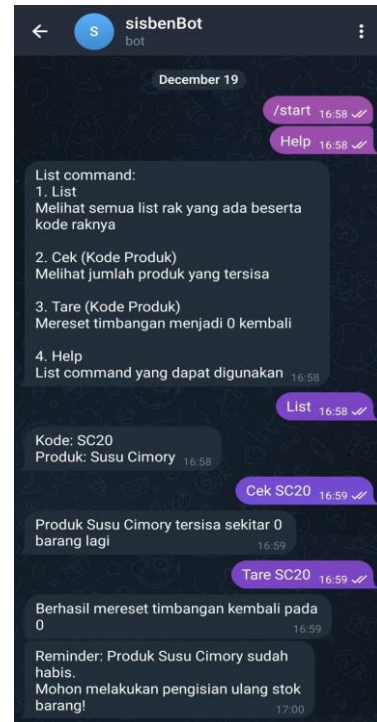 S
sisbenBot
bot
December 19
/start 16:58
Help 16:58
List command:
1. List
Melihat semua list rak yang ada beserta
kode raknya
2. Cek (Kode Produk)
Melihat jumlah produk yang tersisa
3. Tare (Kode Produk)
Mereset timbangan menjadi 0 kembali
4. Help
List command yang dapat digunakan 16:58
List 16:58
Kode: SC20
Produk: Susu Cimory 16:58
Cek SC20 16:59
Produk Susu Cimory tersisa sekitar 0
barang lagi 16:59
Tare SC20 16:59
Berhasil mereset timbangan kembali pada
0 16:59
Reminder: Produk Susu Cimory sudah
habis.
Mohon melakukan pengisian ulang stok
barang! 17:00